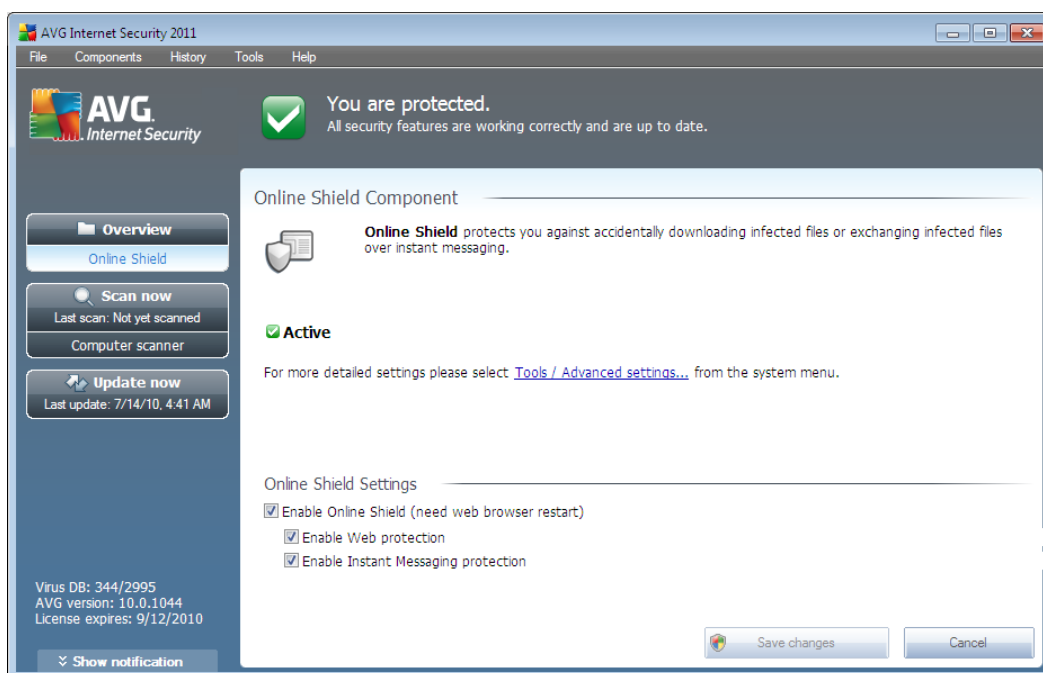 AVG Internet Security 2011
File Components History Tools Help
AVG.
Internet Security
You are protected.
All security features are working correctly and are up to date.
Overview
Online Shield
Scan now
Last scan: Not yet scanned
Computer scanner
Update now
Last update: 7/14/10, 4:41 AM
Virus DB: 344/2995
AVG version: 10.0.1044
License expires: 9/12/2010
Show notification
Online Shield Component
Online Shield protects you against accidentally downloading infected files or exchanging infected files
over instant messaging.
Active
For more detailed settings please select Tools / Advanced settings... from the system menu.
Online Shield Settings
Enable Online Shield (need web browser restart)
Enable Web protection
Enable Instant Messaging protection
Save changes Cancel